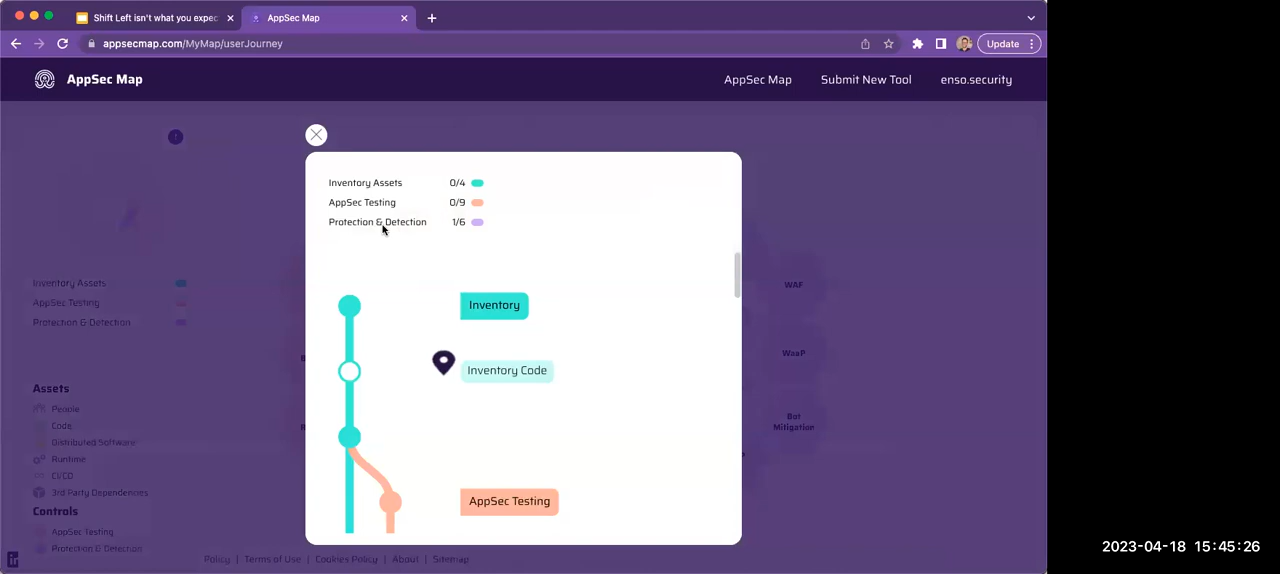 Shift Left isn't what you expec
AppSec Map
appsecmap.com/MyMap/userJourney
Update
AppSec Map
AppSec Map
Submit New Tool
enso.security
Inventory Assets 0/4
AppSec Testing 0/9
Protection & Detection 1/6
Inventory
Inventory Code
AppSec Testing
Inventory Assets
AppSec Testing
Protection & Detection
Assets
People
Code
Distributed Software
Runtime
CI/CD
3rd Party Dependencies
Controls
AppSec Testing
Protection & Detection
WAF
WaaP
Bot
Mitigation
Policy | Terms of Use | Cookies Policy | About | Sitemap
in
2023-04-18 15:45:26